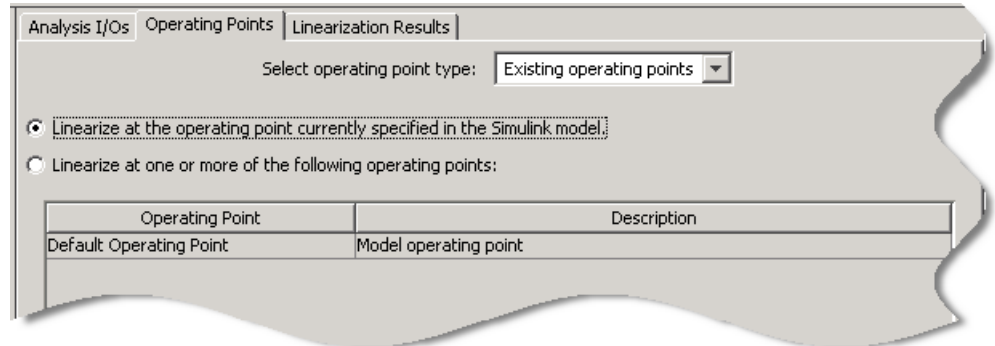 Analysis I/Os Operating Points Linearization Results
Select operating point type: Existing operating points
Linearize at the operating point currently specified in the Simulink model.
Linearize at one or more of the following operating points:
Operating Point Description
Default Operating Point Model operating point